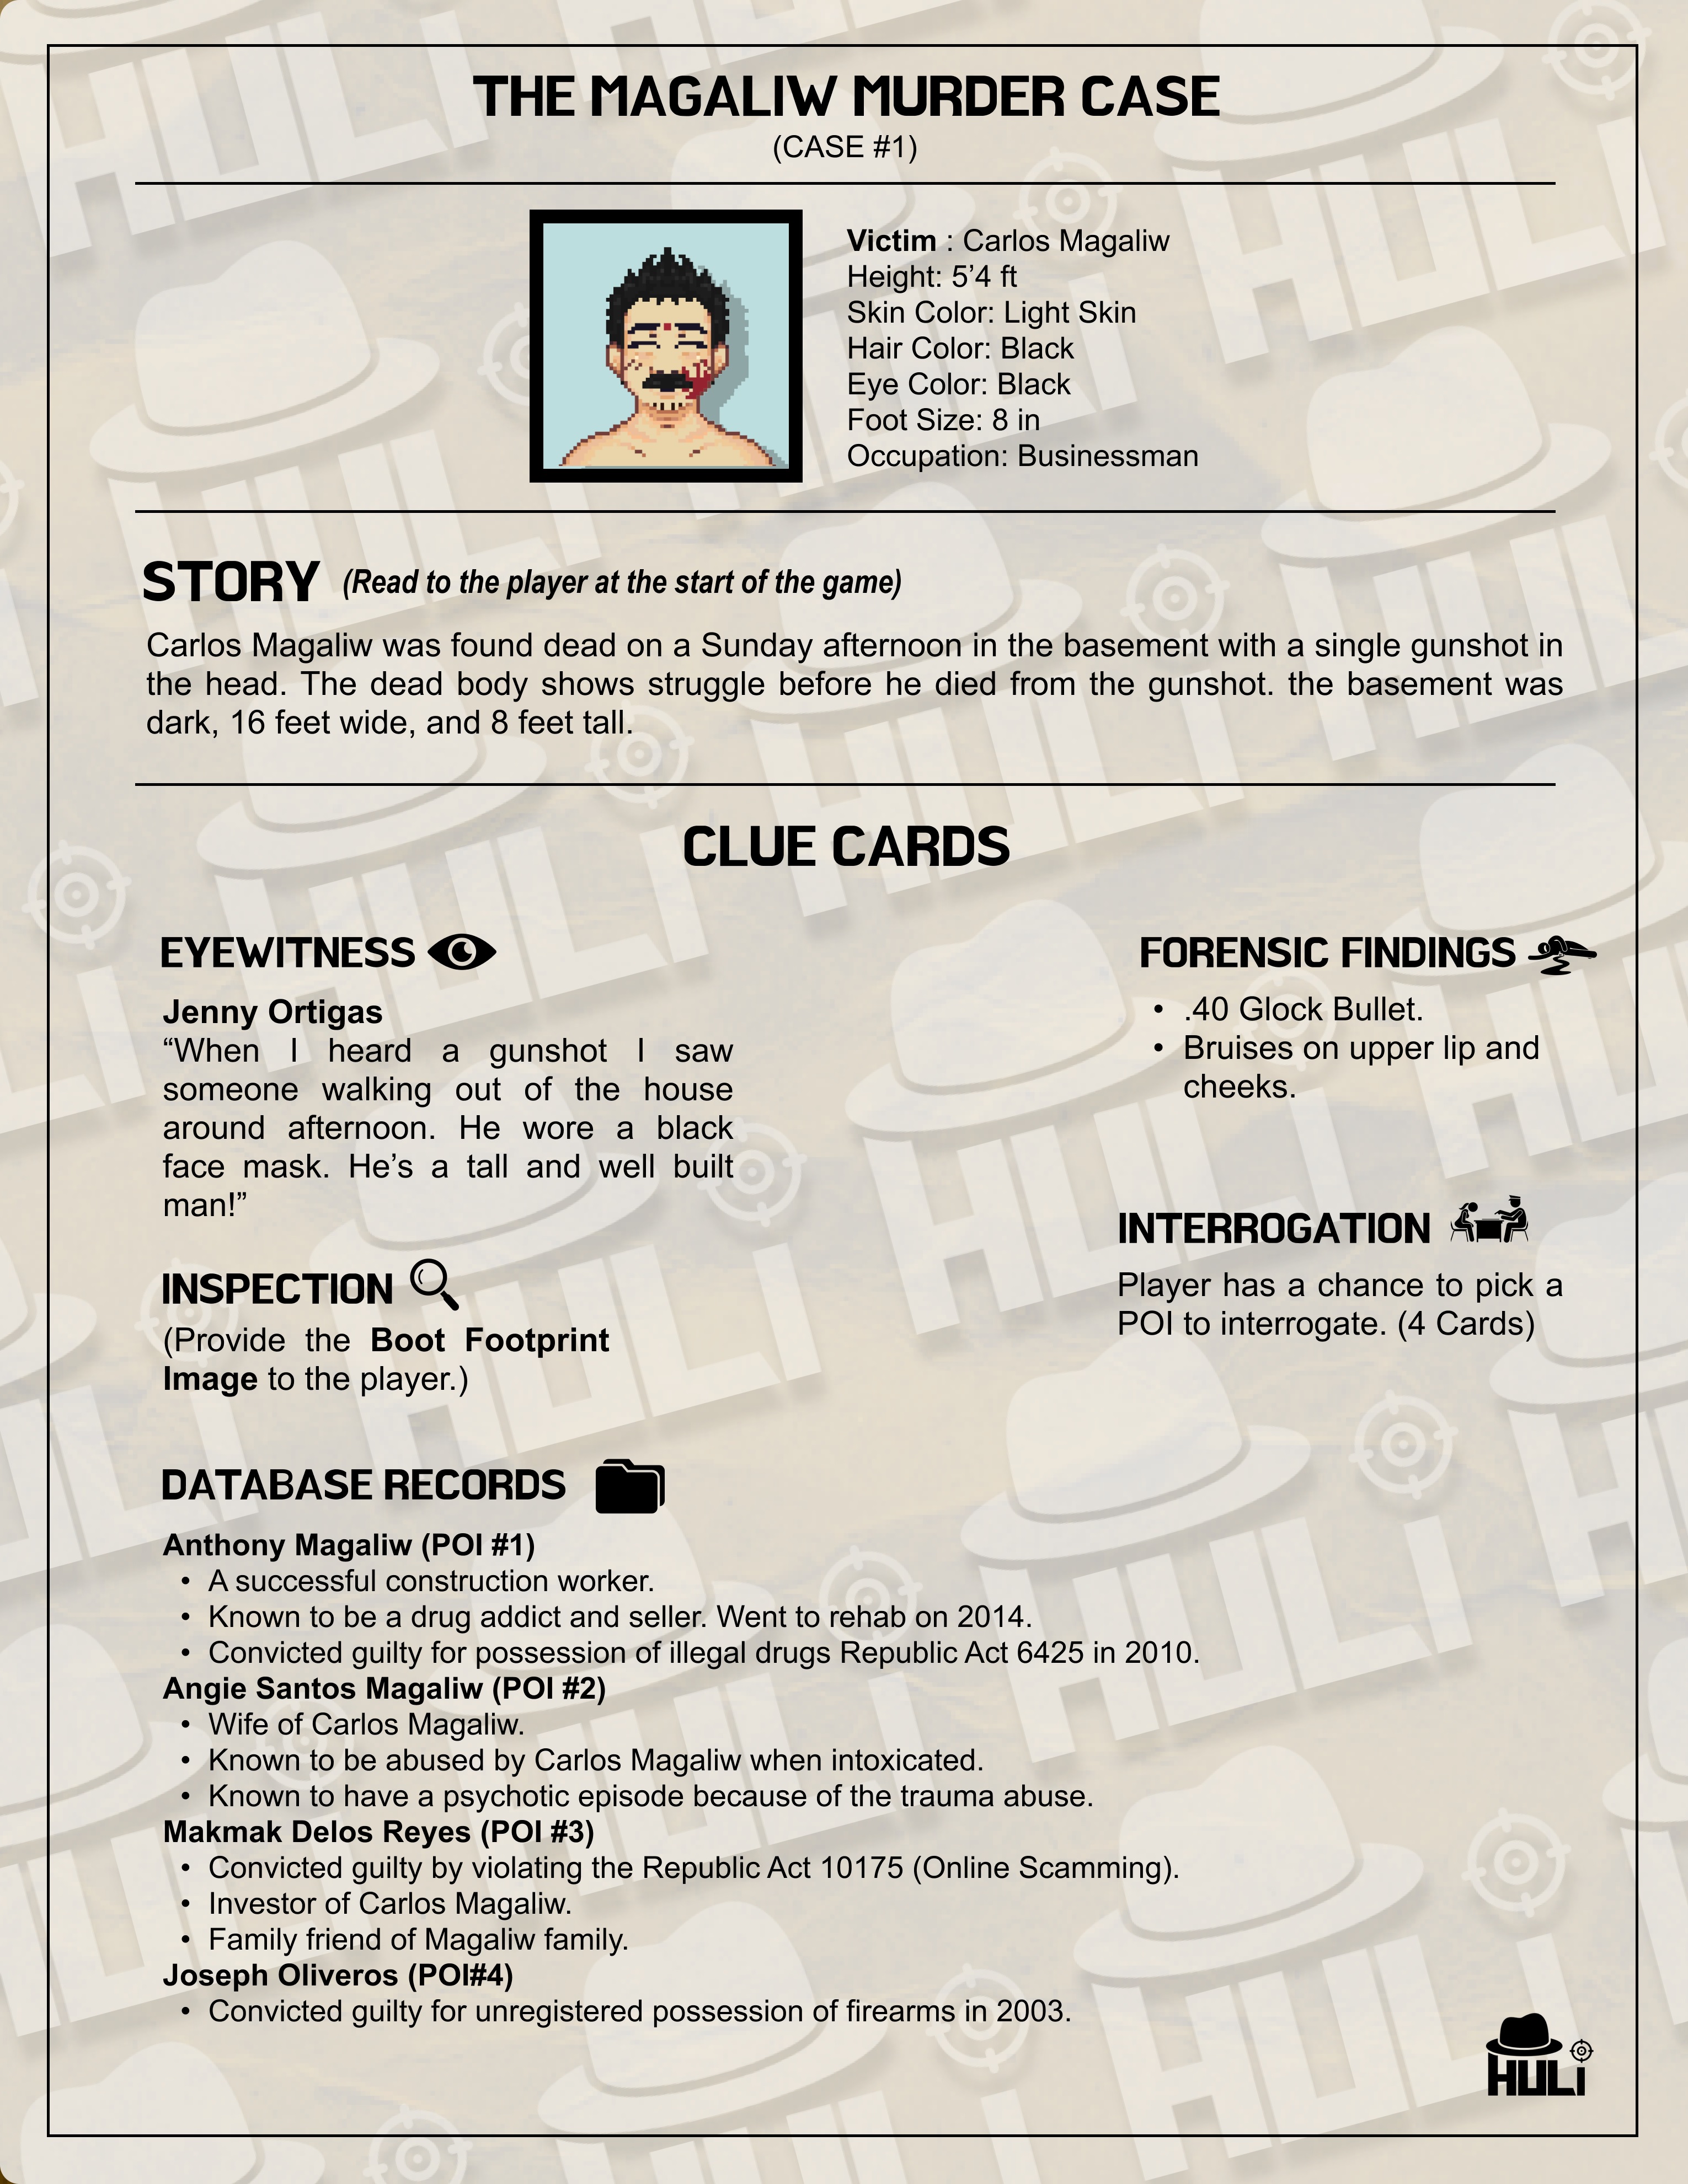 THE MAGALIW MURDER CASE
(CASE #1)
Victim : Carlos Magaliw
Height: 5’4 ft
Skin Color: Light Skin
Hair Color: Black
Eye Color: Black
Foot Size: 8 in
Occupation: Businessman
STORY (Read to the player at the start of the game)
Carlos Magaliw was found dead on a Sunday afternoon in the basement with a single gunshot in
the head. The dead body shows struggle before he died from the gunshot. the basement was
dark, 16 feet wide, and 8 feet tall.
CLUE CARDS
EYEWITNESS
Jenny Ortigas
“When I heard a gunshot I saw
someone walking out of the house
around afternoon. He wore a black
face mask. He’s a tall and well built
man!”
FORENSIC FINDINGS
• .40 Glock Bullet.
• Bruises on upper lip and
cheeks.
INSPECTION
(Provide the Boot Footprint
Image to the player.)
INTERROGATION
Player has a chance to pick a
POI to interrogate. (4 Cards)
DATABASE RECORDS
Anthony Magaliw (POI #1)
• A successful construction worker.
• Known to be a drug addict and seller. Went to rehab on 2014.
• Convicted guilty for possession of illegal drugs Republic Act 6425 in 2010.
Angie Santos Magaliw (POI #2)
• Wife of Carlos Magaliw.
• Known to be abused by Carlos Magaliw when intoxicated.
• Known to have a psychotic episode because of the trauma abuse.
Makmak Delos Reyes (POI #3)
• Convicted guilty by violating the Republic Act 10175 (Online Scamming).
• Investor of Carlos Magaliw.
• Family friend of Magaliw family.
Joseph Oliveros (POI#4)
• Convicted guilty for unregistered possession of firearms in 2003.
HULi